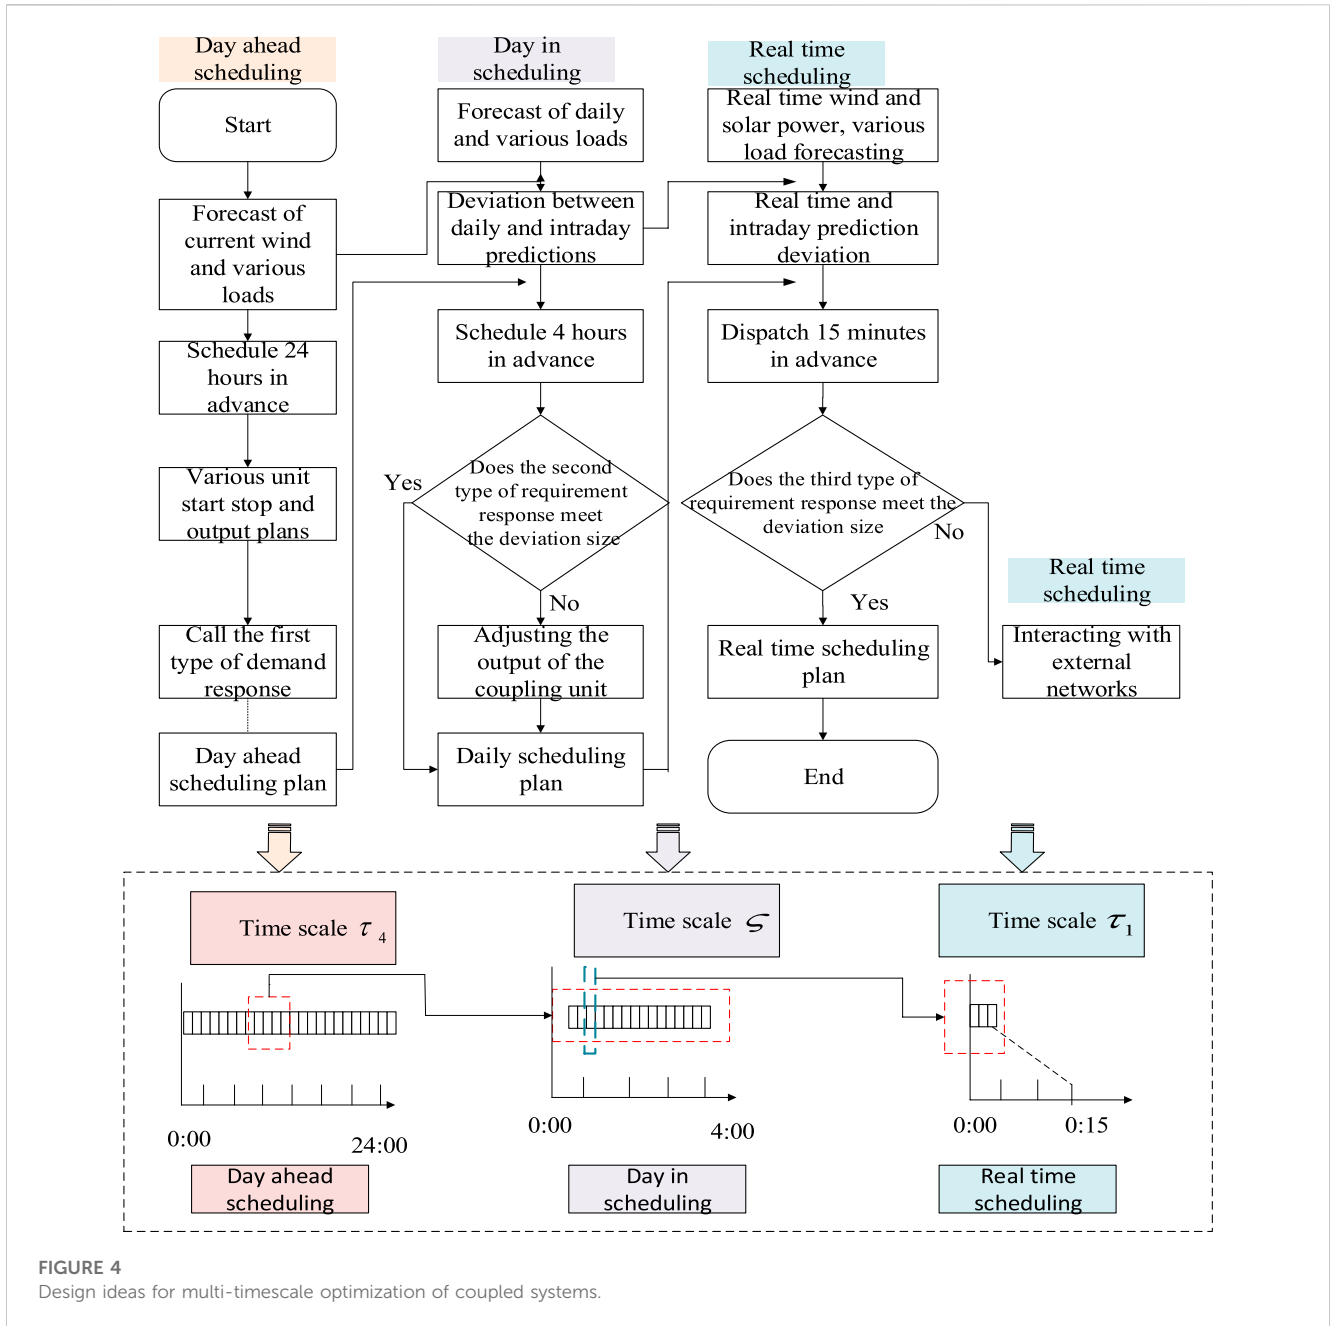 Day ahead
scheduling
Start
Forecast of
current wind
and various
loads
Schedule 24
hours in
advance
Various unit
start stop and
output plans
Call the first
type of demand
response
Day ahead
scheduling plan
Day in
scheduling
Forecast of daily
and various loads
Deviation between
daily and intraday
predictions
Schedule 4 hours
in advance
Does the second
type of requirement
response meet
the deviation size
Yes
No
Adjusting the
output of the
coupling unit
Daily scheduling
plan
Real time
scheduling
Real time wind and
solar power, various
load forecasting
Real time and
intraday prediction
deviation
Dispatch 15 minutes
in advance
Does the third type of
requirement response meet the
deviation size
No
Yes
Real time scheduling
plan
End
Real time
scheduling
Interacting with
external
networks
Time scale τ4
Time scale ς
Time scale τ1
0:00
24:00
0:00
4:00
0:00
0:15
Day ahead
scheduling
Day in
scheduling
Real time
scheduling
FIGURE 4
Design ideas for multi-timescale optimization of coupled systems.